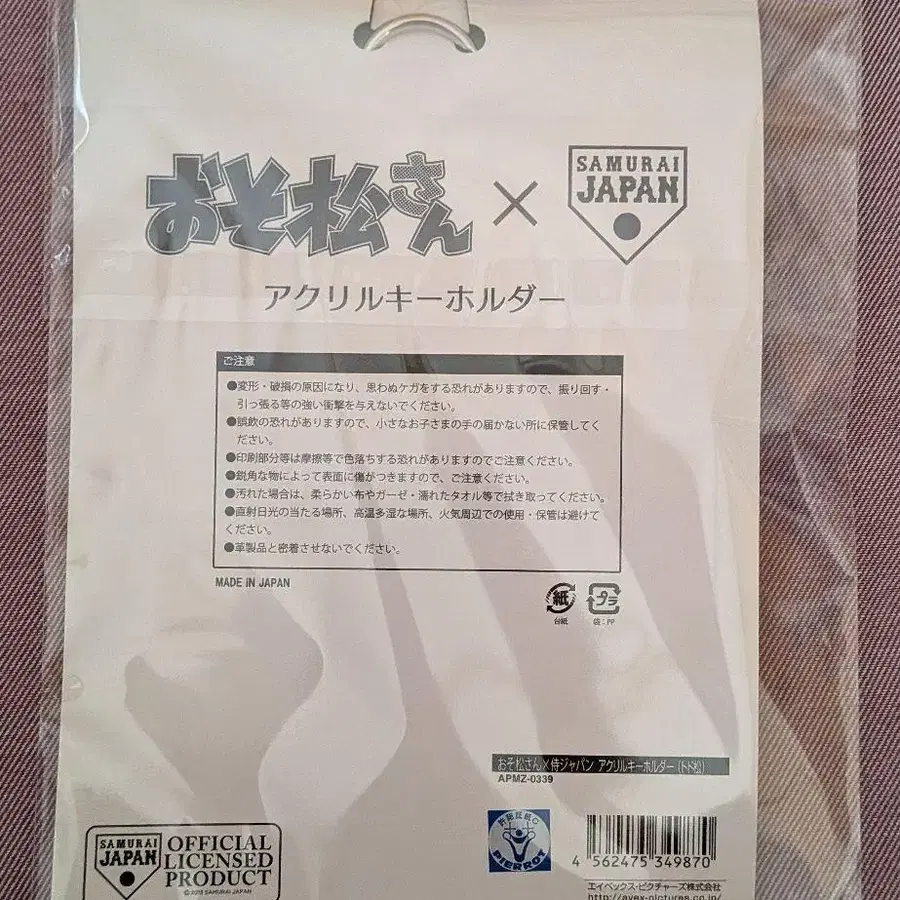 おそ松さん × SAMURAI JAPAN
アクリルキーホルダー
ご注意
●変形・破損の原因になり、思わぬケガをする恐れがありますので、振り回す・
引っ張る等の強い衝撃を与えないでください。
●誤飲の恐れがありますので、小さなお子さまの手の届かない所に保管してく
ださい。
●印刷部分等は摩擦等で色落ちする恐れがありますのでご注意ください。
●鋭角な物によって表面に傷がつきますので、ご注意ください。
●汚れた場合は、柔らかい布やガーゼ・濡れたタオル等で拭き取ってください。
●直射日光の当たる場所、高温多湿な場所、火気周辺での使用・保管は避けて
ください。
●革製品と密着させないでください。
MADE IN JAPAN
紙 プラ
台紙 袋:PP
おそ松さん×侍ジャパン アクリルキーホルダー(トド松)
APMZ-0339
SAMURAI
JAPAN
OFFICIAL
LICENSED
PRODUCT
PIERROT
4 562475 349870
エイベックス・ピクチャーズ株式会社
http://avex-pictures.co.jp/